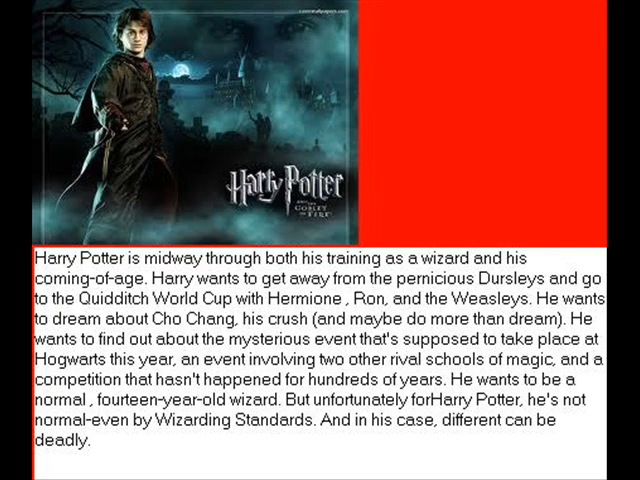 Harry Potter
AND THE
GOBLET
OF FIRE
Harry Potter is midway through both his training as a wizard and his
coming-of-age. Harry wants to get away from the pernicious Dursleys and go
to the Quidditch World Cup with Hermione , Ron, and the Weasleys. He wants
to dream about Cho Chang, his crush (and maybe do more than dream). He
wants to find out about the mysterious event that's supposed to take place at
Hogwarts this year, an event involving two other rival schools of magic, and a
competition that hasn't happened for hundreds of years. He wants to be a
normal , fourteen-year-old wizard. But unfortunately forHarry Potter, he's not
normal-even by Wizarding Standards. And in his case, different can be
deadly.